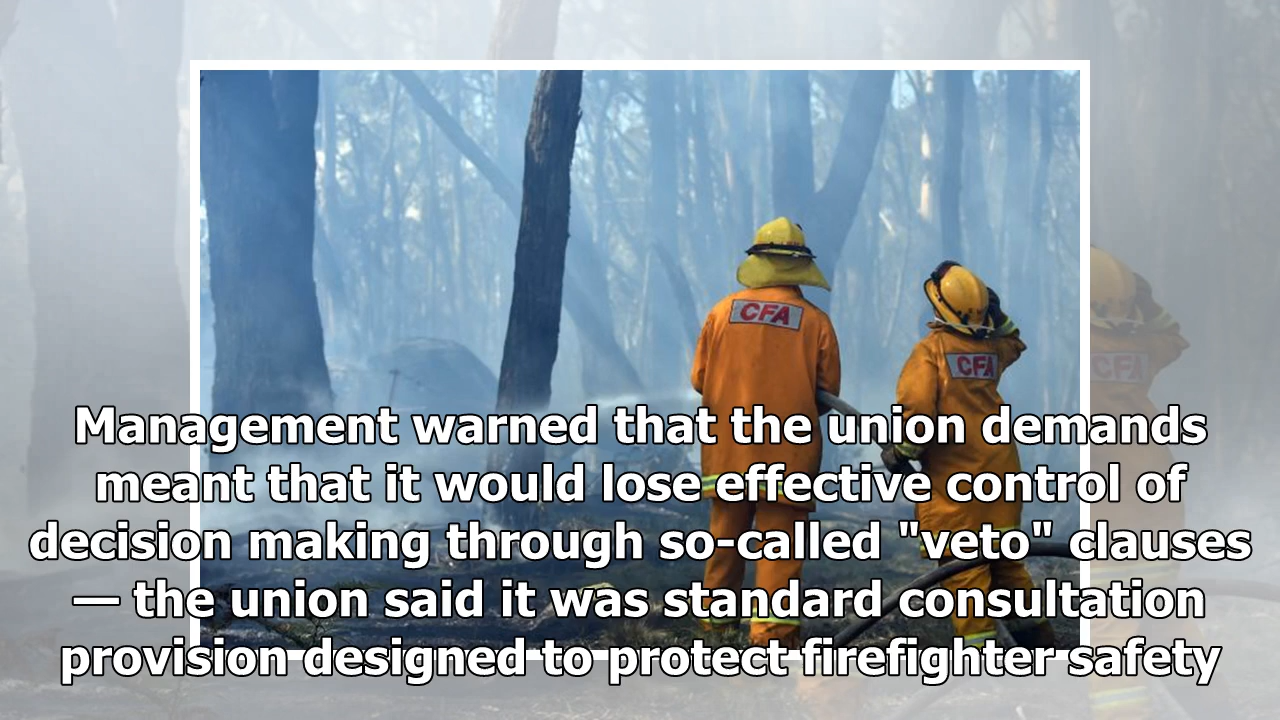 CFA
CFA
CFA
Management warned that the union demands
meant that it would lose effective control of
decision making through so-called "veto" clauses
— the union said it was standard consultation
provision designed to protect firefighter safety